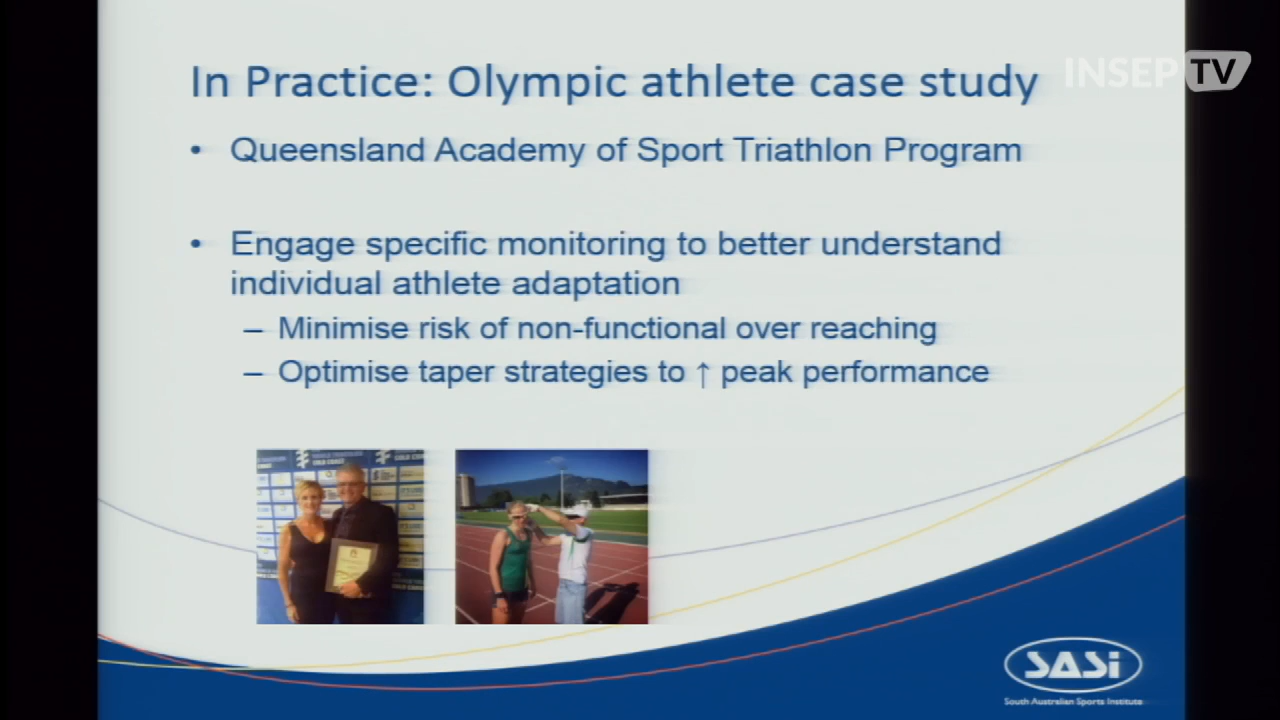 In Practice: Olympic athlete case study
INSEP TV
• Queensland Academy of Sport Triathlon Program
• Engage specific monitoring to better understand
individual athlete adaptation
– Minimise risk of non-functional over reaching
– Optimise taper strategies to ↑ peak performance
SASi
South Australian Sports Institute